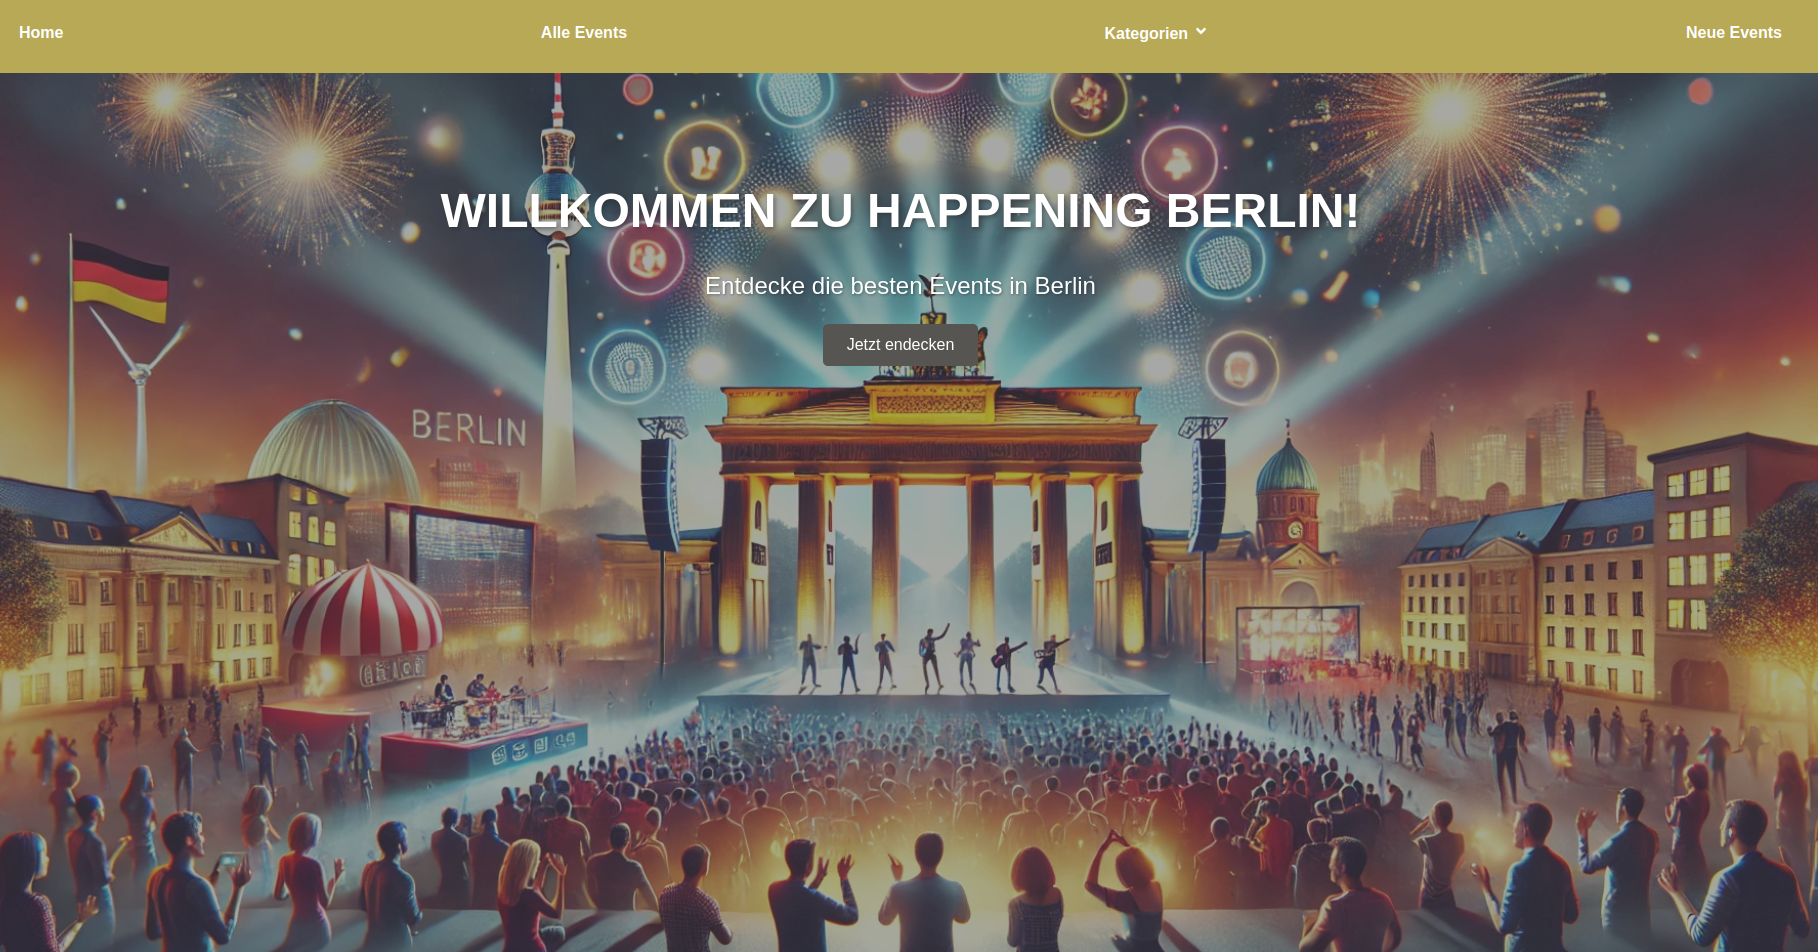 Home
Alle Events
Kategorien
Neue Events
WILLKOMMEN ZU HAPPENING BERLIN!
Entdecke die besten Events in Berlin
Jetzt endecken
BERLIN